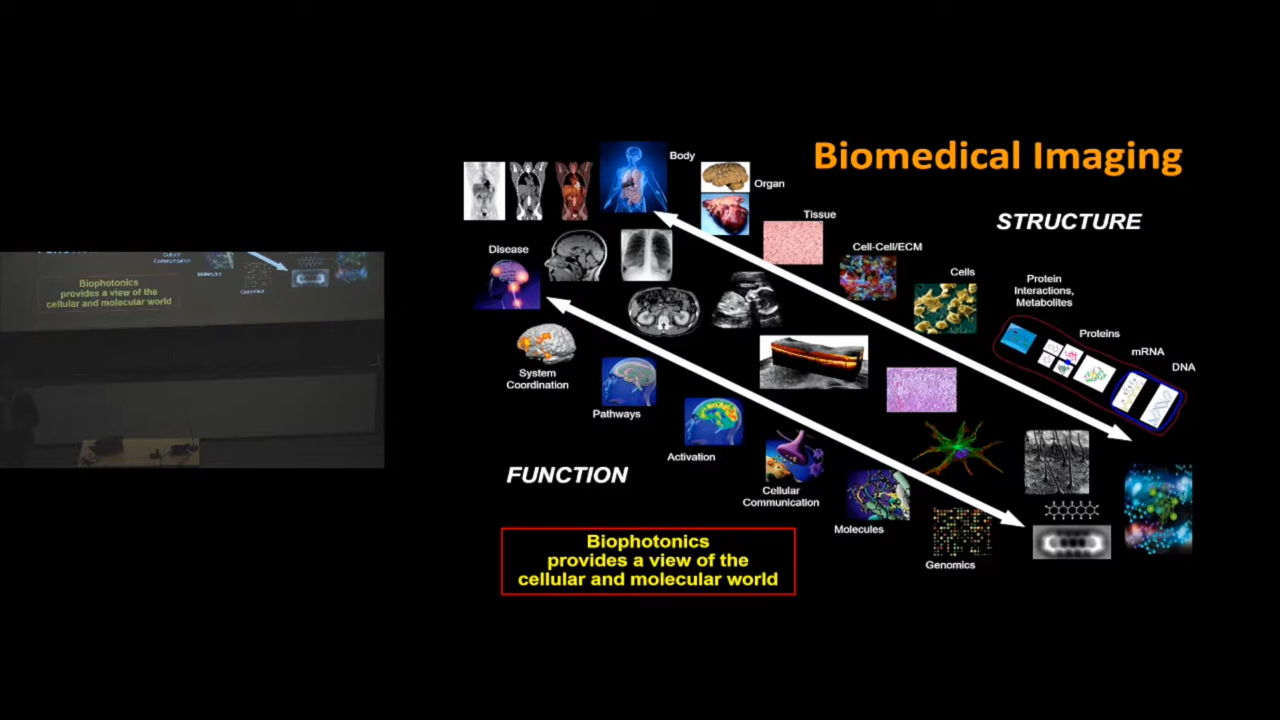 Biomedical Imaging
Body
Organ
STRUCTURE
Tissue
Disease
Cell-Cell/ECM
Cells
Protein
Interactions,
Metabolites
Proteins
mRNA
DNA
System
Coordination
Pathways
Activation
FUNCTION
Cellular
Communication
Molecules
Genomics
Biophotonics
provides a view of the
cellular and molecular world
Biophotonics
provides a view of the
cellular and molecular world